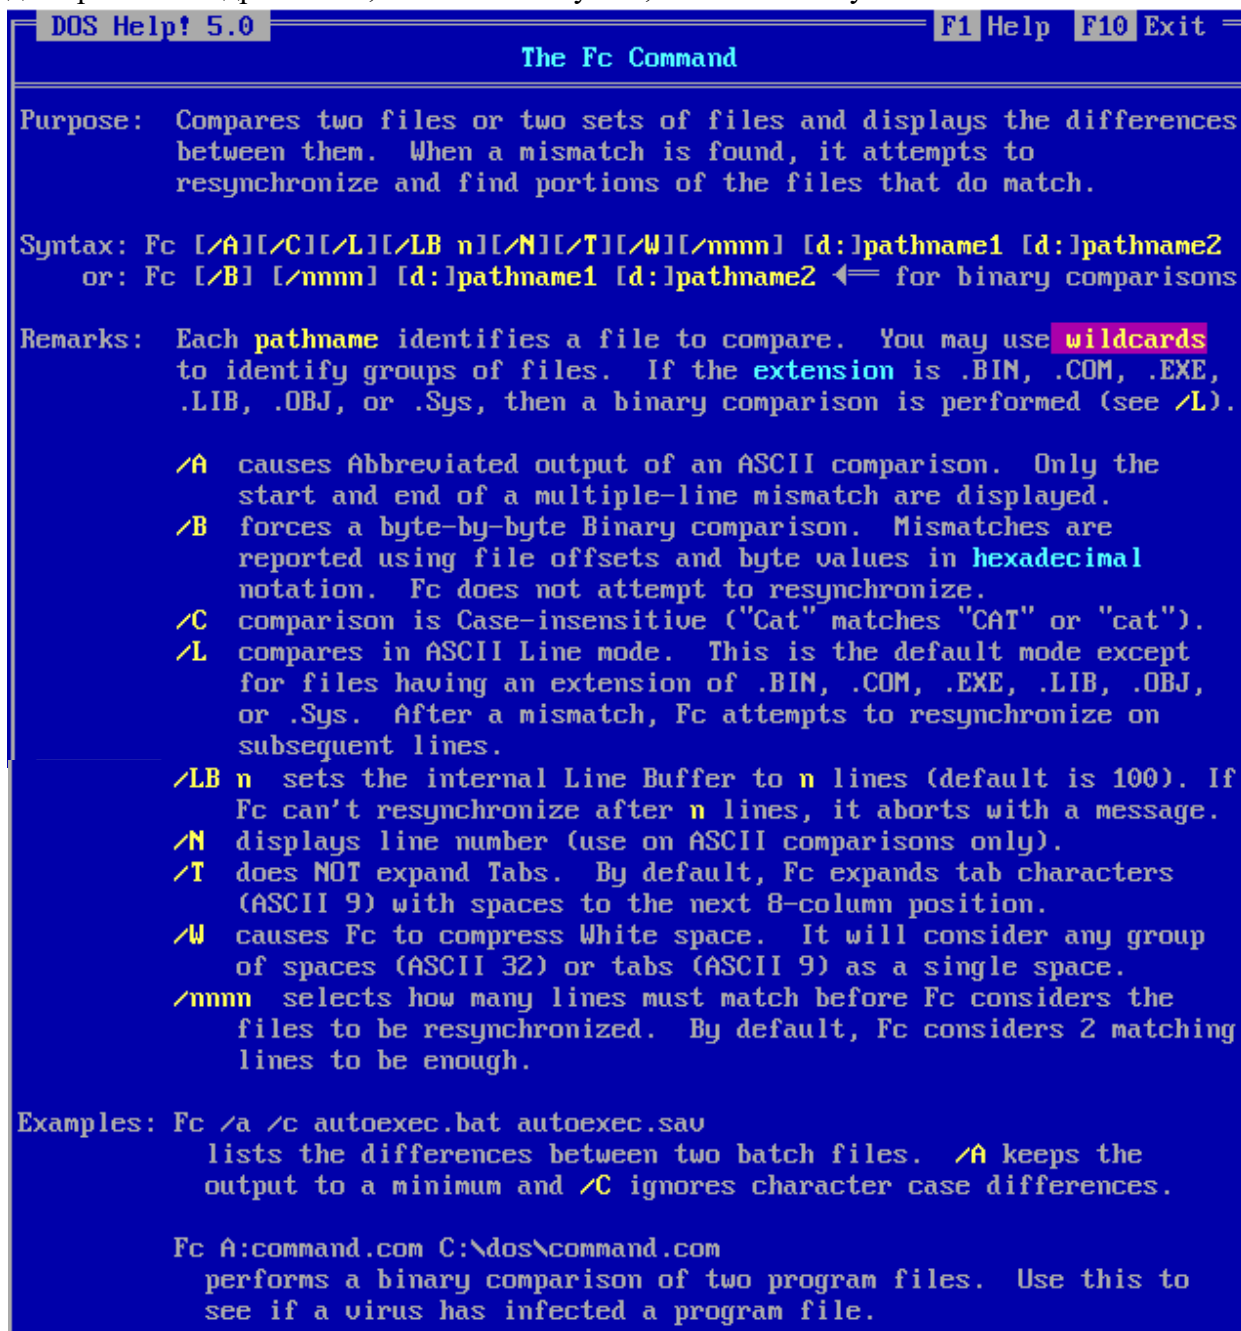 DOS Help! 5.0 F1 Help F10 Exit
The Fc Command
Purpose: Compares two files or two sets of files and displays the differences
between them. When a mismatch is found, it attempts to
resynchronize and find portions of the files that do match.
Syntax: Fc [/A][/C][/L][/LB n][/N][/T][/W][/nnnn] [d:]pathname1 [d:]pathname2
or: Fc [/B] [/nnnn] [d:]pathname1 [d:]pathname2 ◄══ for binary comparisons
Remarks: Each pathname identifies a file to compare. You may use wildcards
to identify groups of files. If the extension is .BIN, .COM, .EXE,
.LIB, .OBJ, or .Sys, then a binary comparison is performed (see /L).
/A causes Abbreviated output of an ASCII comparison. Only the
start and end of a multiple-line mismatch are displayed.
/B forces a byte-by-byte Binary comparison. Mismatches are
reported using file offsets and byte values in hexadecimal
notation. Fc does not attempt to resynchronize.
/C comparison is Case-insensitive ("Cat" matches "CAT" or "cat").
/L compares in ASCII Line mode. This is the default mode except
for files having an extension of .BIN, .COM, .EXE, .LIB, .OBJ,
or .Sys. After a mismatch, Fc attempts to resynchronize on
subsequent lines.
/LB n sets the internal Line Buffer to n lines (default is 100). If
Fc can't resynchronize after n lines, it aborts with a message.
/N displays line number (use on ASCII comparisons only).
/T does NOT expand Tabs. By default, Fc expands tab characters
(ASCII 9) with spaces to the next 8-column position.
/W causes Fc to compress White space. It will consider any group
of spaces (ASCII 32) or tabs (ASCII 9) as a single space.
/nnnn selects how many lines must match before Fc considers the
files to be resynchronized. By default, Fc considers 2 matching
lines to be enough.
Examples: Fc /a /c autoexec.bat autoexec.sav
lists the differences between two batch files. /A keeps the
output to a minimum and /C ignores character case differences.
Fc A:command.com C:\dos\command.com
performs a binary comparison of two program files. Use this to
see if a virus has infected a program file.